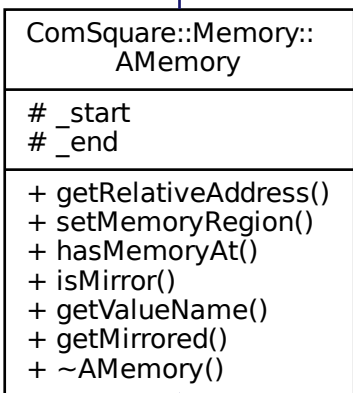 ComSquare::Memory::
AMemory
# _start
# _end
+ getRelativeAddress()
+ setMemoryRegion()
+ hasMemoryAt()
+ isMirror()
+ getValueName()
+ getMirrored()
+ ~AMemory()